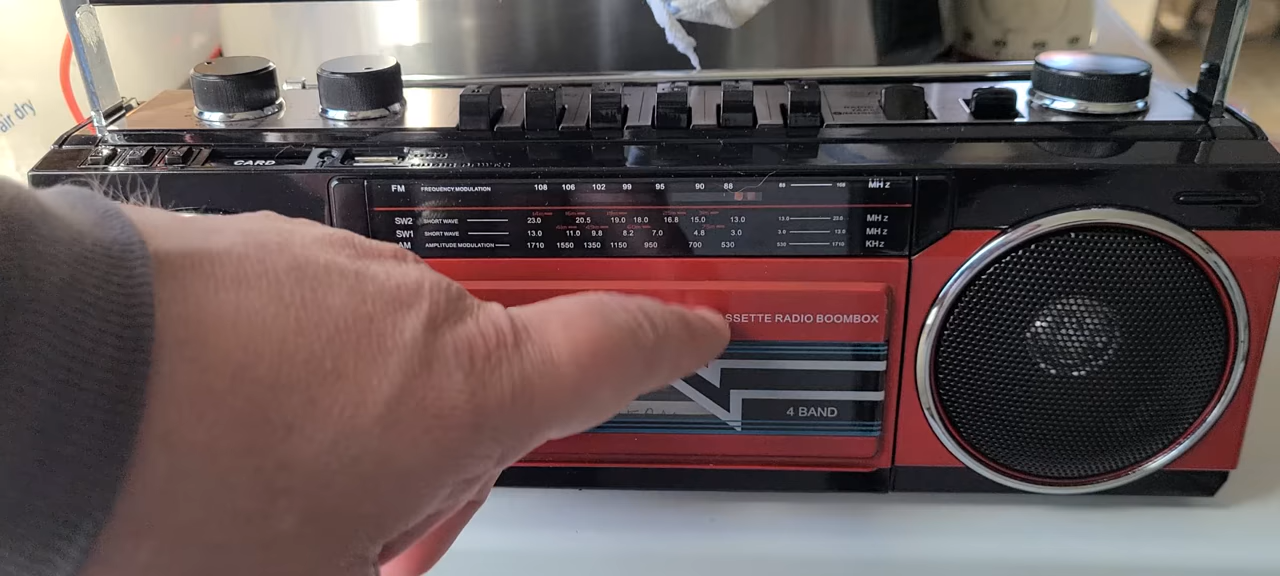 air dry
CARD
FM FREQUENCY MODULATION 108 106 102 99 95 90 88 88 108 MHz
SW2 SHORT WAVE 23.0 20.5 19.0 18.0 16.8 15.0 13.0 13.0 23.0 MHz
SW1 SHORT WAVE 13.0 11.0 9.8 8.2 7.0 4.8 3.0 3.0 13.0 MHz
AM AMPLITUDE MODULATION 1710 1550 1350 1150 950 700 530 530 1710 KHz
RADIO BOOMBOX
4 BAND